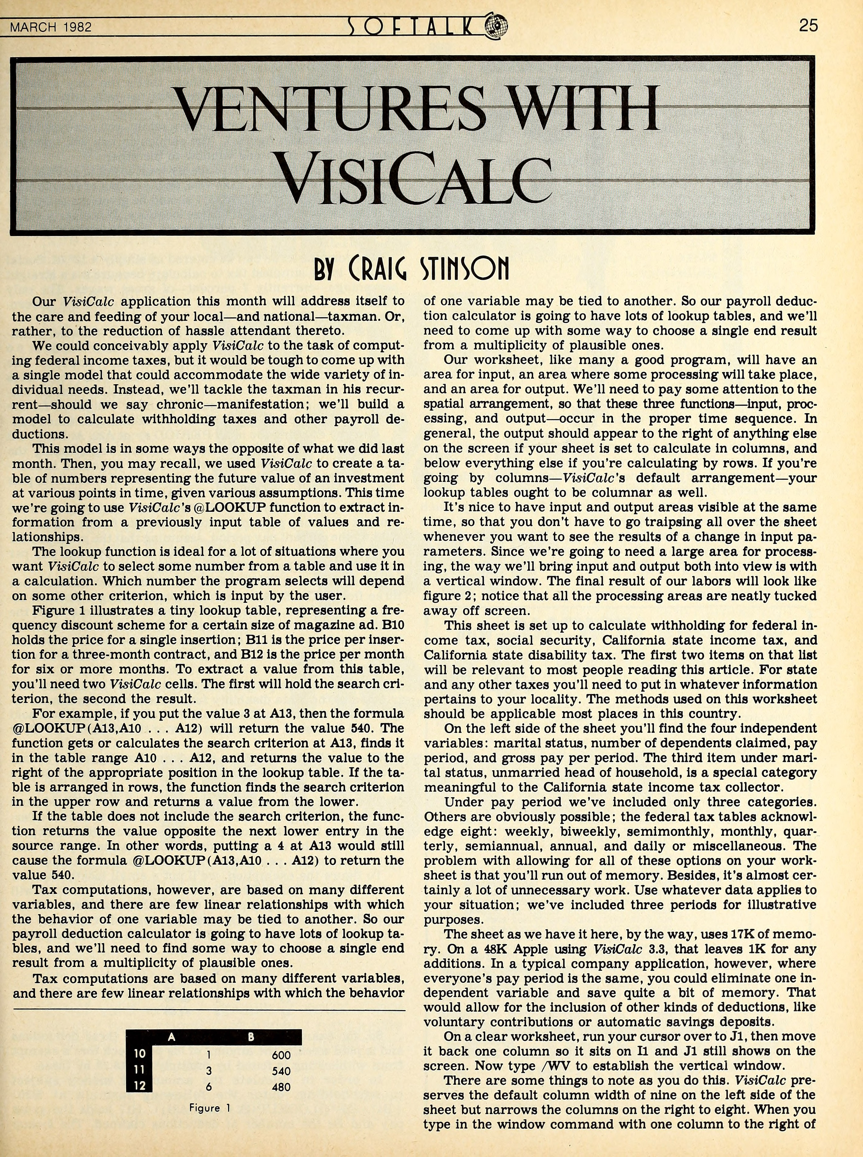 MARCH 1982
SOFTALK
25
VENTURES WITH
VISICALC
BY CRAIG STINSON
Our VisiCalc application this month will address itself to
the care and feeding of your local—and national—taxman. Or,
rather, to the reduction of hassle attendant thereto.
We could conceivably apply VisiCalc to the task of comput-
ing federal income taxes, but it would be tough to come up with
a single model that could accommodate the wide variety of in-
dividual needs. Instead, we'll tackle the taxman in his recur-
rent—should we say chronic—manifestation; we'll build a
model to calculate withholding taxes and other payroll de-
ductions.
This model is in some ways the opposite of what we did last
month. Then, you may recall, we used VisiCalc to create a ta-
ble of numbers representing the future value of an investment
at various points in time, given various assumptions. This time
we're going to use VisiCalc's @LOOKUP function to extract in-
formation from a previously input table of values and re-
lationships.
The lookup function is ideal for a lot of situations where you
want VisiCalc to select some number from a table and use it in
a calculation. Which number the program selects will depend
on some other criterion, which is input by the user.
Figure 1 illustrates a tiny lookup table, representing a fre-
quency discount scheme for a certain size of magazine ad. B10
holds the price for a single insertion; B11 is the price per inser-
tion for a three-month contract, and B12 is the price per month
for six or more months. To extract a value from this table,
you'll need two VisiCalc cells. The first will hold the search cri-
terion, the second the result.
For example, if you put the value 3 at A13, then the formula
@LOOKUP(A13,A10 . . . A12) will return the value 540. The
function gets or calculates the search criterion at A13, finds it
in the table range A10 . . . A12, and returns the value to the
right of the appropriate position in the lookup table. If the ta-
ble is arranged in rows, the function finds the search criterion
in the upper row and returns a value from the lower.
If the table does not include the search criterion, the func-
tion returns the value opposite the next lower entry in the
source range. In other words, putting a 4 at A13 would still
cause the formula @LOOKUP(A13,A10 . . . A12) to return the
value 540.
Tax computations, however, are based on many different
variables, and there are few linear relationships with which
the behavior of one variable may be tied to another. So our
payroll deduction calculator is going to have lots of lookup ta-
bles, and we'll need to find some way to choose a single end
result from a multiplicity of plausible ones.
Tax computations are based on many different variables,
and there are few linear relationships with which the behavior
A B
10 1 600
11 3 540
12 6 480
Figure 1
of one variable may be tied to another. So our payroll deduc-
tion calculator is going to have lots of lookup tables, and we'll
need to come up with some way to choose a single end result
from a multiplicity of plausible ones.
Our worksheet, like many a good program, will have an
area for input, an area where some processing will take place,
and an area for output. We'll need to pay some attention to the
spatial arrangement, so that these three functions—input, proc-
essing, and output—occur in the proper time sequence. In
general, the output should appear to the right of anything else
on the screen if your sheet is set to calculate in columns, and
below everything else if you're calculating by rows. If you're
going by columns—VisiCalc's default arrangement—your
lookup tables ought to be columnar as well.
It's nice to have input and output areas visible at the same
time, so that you don't have to go traipsing all over the sheet
whenever you want to see the results of a change in input pa-
rameters. Since we're going to need a large area for process-
ing, the way we'll bring input and output both into view is with
a vertical window. The final result of our labors will look like
figure 2; notice that all the processing areas are neatly tucked
away off screen.
This sheet is set up to calculate withholding for federal in-
come tax, social security, California state income tax, and
California state disability tax. The first two items on that list
will be relevant to most people reading this article. For state
and any other taxes you'll need to put in whatever information
pertains to your locality. The methods used on this worksheet
should be applicable most places in this country.
On the left side of the sheet you'll find the four independent
variables: marital status, number of dependents claimed, pay
period, and gross pay per period. The third item under mari-
tal status, unmarried head of household, is a special category
meaningful to the California state income tax collector.
Under pay period we've included only three categories.
Others are obviously possible; the federal tax tables acknowl-
edge eight: weekly, biweekly, semimonthly, monthly, quar-
terly, semiannual, annual, and daily or miscellaneous. The
problem with allowing for all of these options on your work-
sheet is that you'll run out of memory. Besides, it's almost cer-
tainly a lot of unnecessary work. Use whatever data applies to
your situation; we've included three periods for illustrative
purposes.
The sheet as we have it here, by the way, uses 17K of memo-
ry. On a 48K Apple using VisiCalc 3.3, that leaves 1K for any
additions. In a typical company application, however, where
everyone's pay period is the same, you could eliminate one in-
dependent variable and save quite a bit of memory. That
would allow for the inclusion of other kinds of deductions, like
voluntary contributions or automatic savings deposits.
On a clear worksheet, run your cursor over to J1, then move
it back one column so it sits on I1 and J1 still shows on the
screen. Now type /WV to establish the vertical window.
There are some things to note as you do this. VisiCalc pre-
serves the default column width of nine on the left side of the
sheet but narrows the columns on the right to eight. When you
type in the window command with one column to the right of